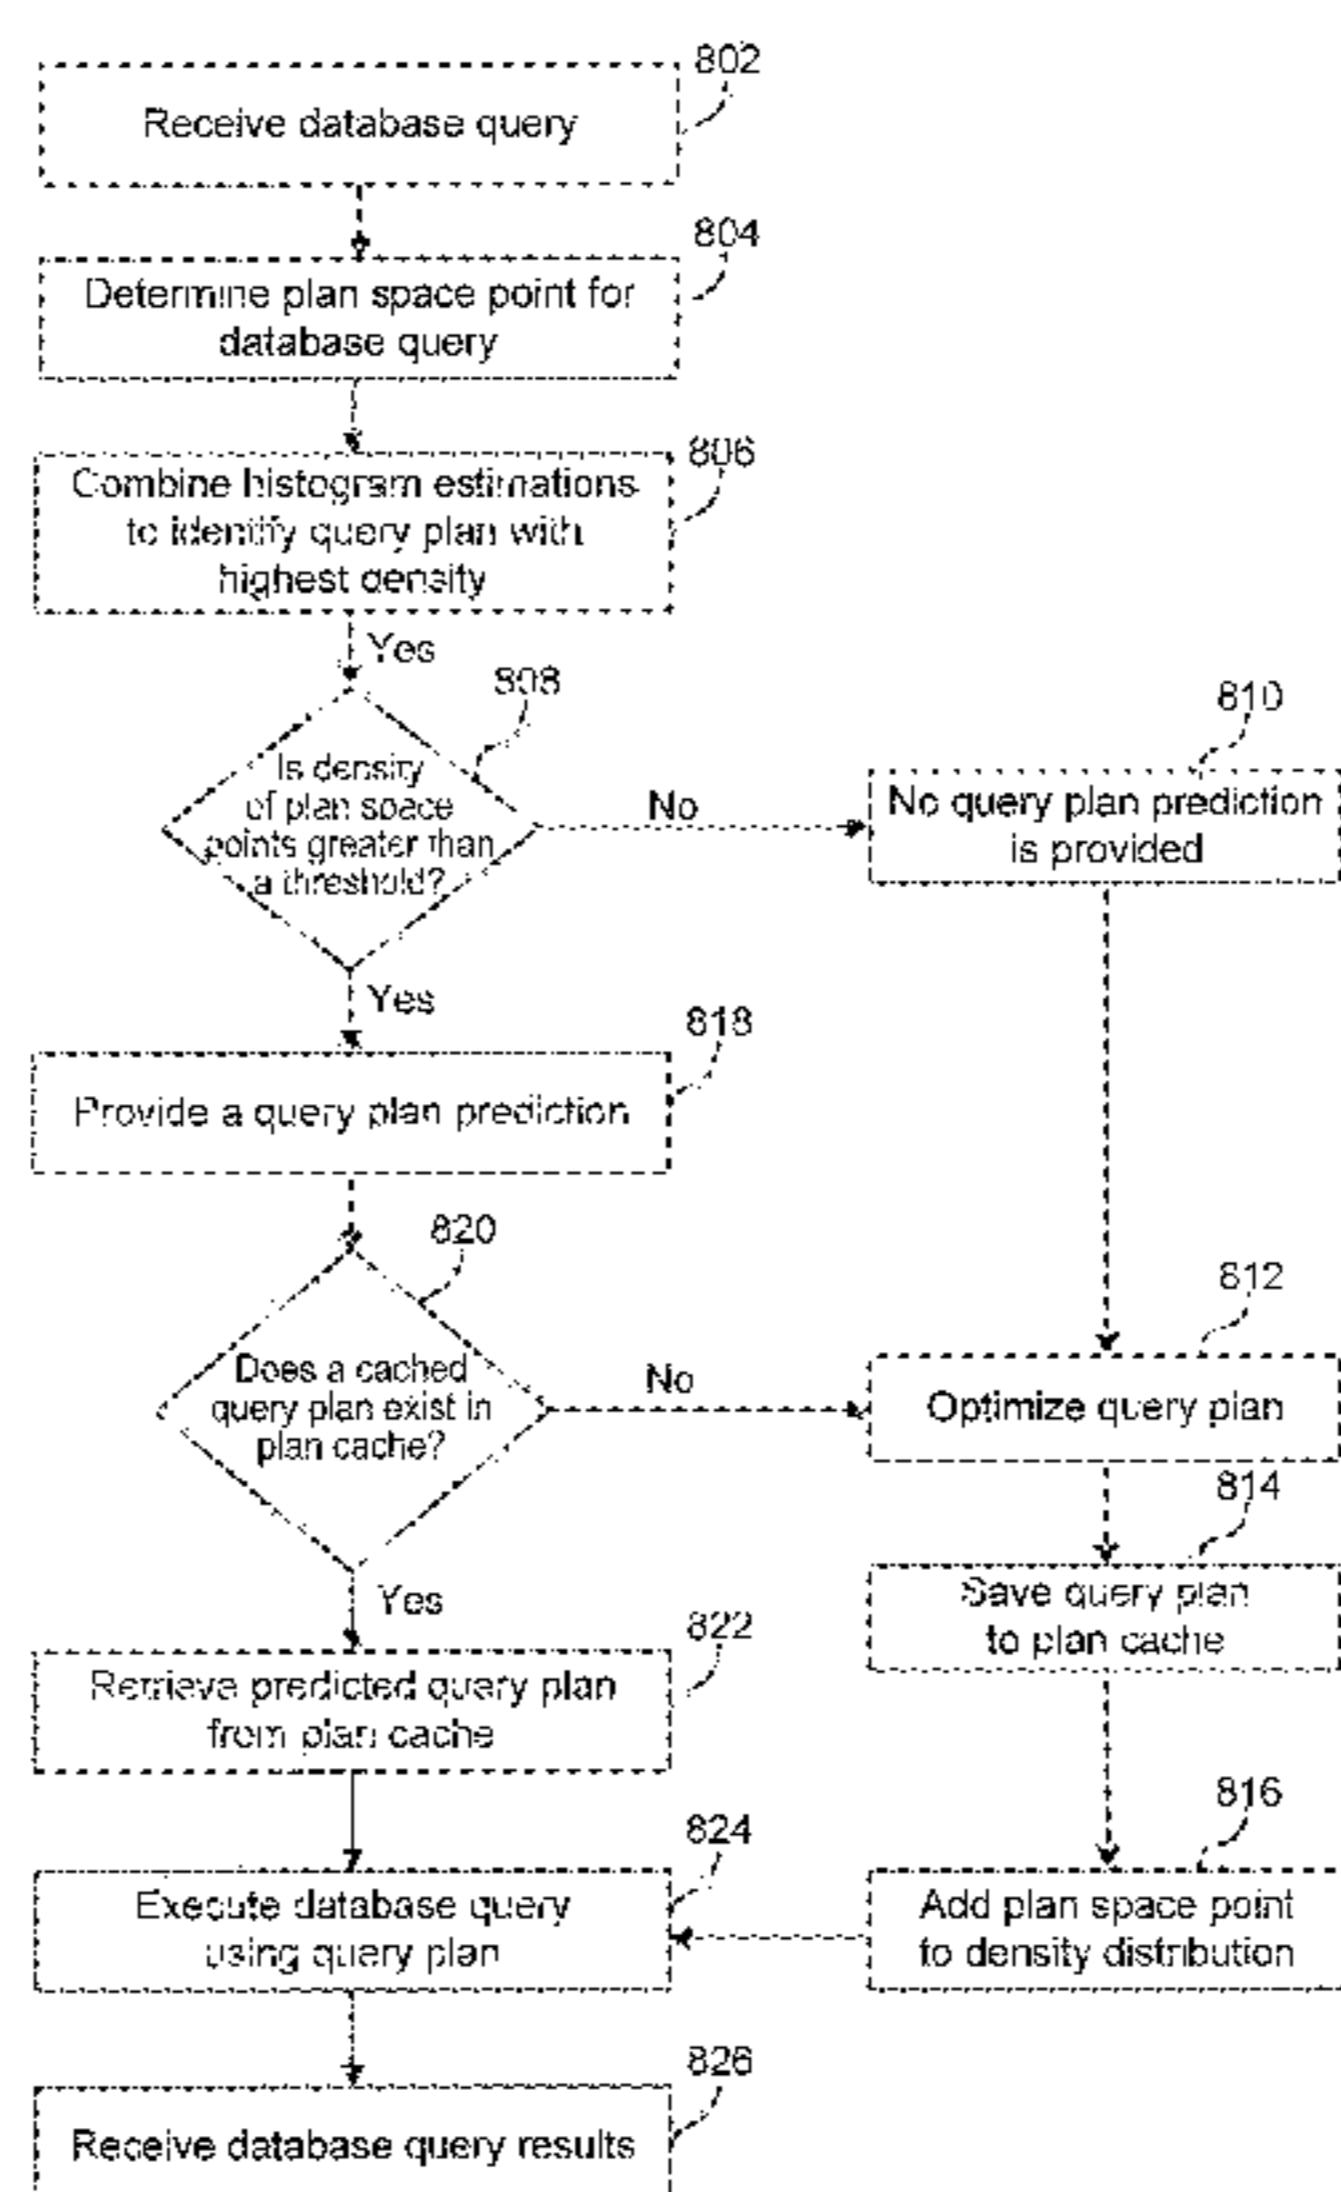 802
Receive database query
804
Determine plan space point for
database query
806
Combine histogram estimations
to identify query plan with
highest density
Yes
808
Is density
of plan space
points greater than
a threshold?
No
810
No query plan prediction
is provided
Yes
818
Provide a query plan prediction
820
Does a cached
query plan exist in
plan cache?
No
812
Optimize query plan
814
Save query plan
to plan cache
Yes
822
Retrieve predicted query plan
from plan cache
816
Add plan space point
to density distribution
824
Execute database query
using query plan
826
Receive database query results